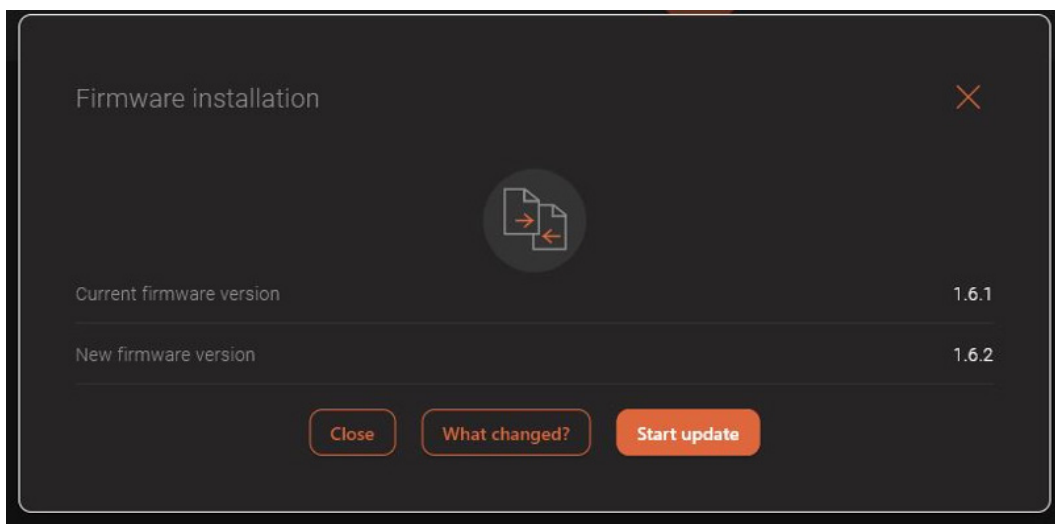 Firmware installation
Current firmware version 1.6.1
New firmware version 1.6.2
Close What changed? Start update